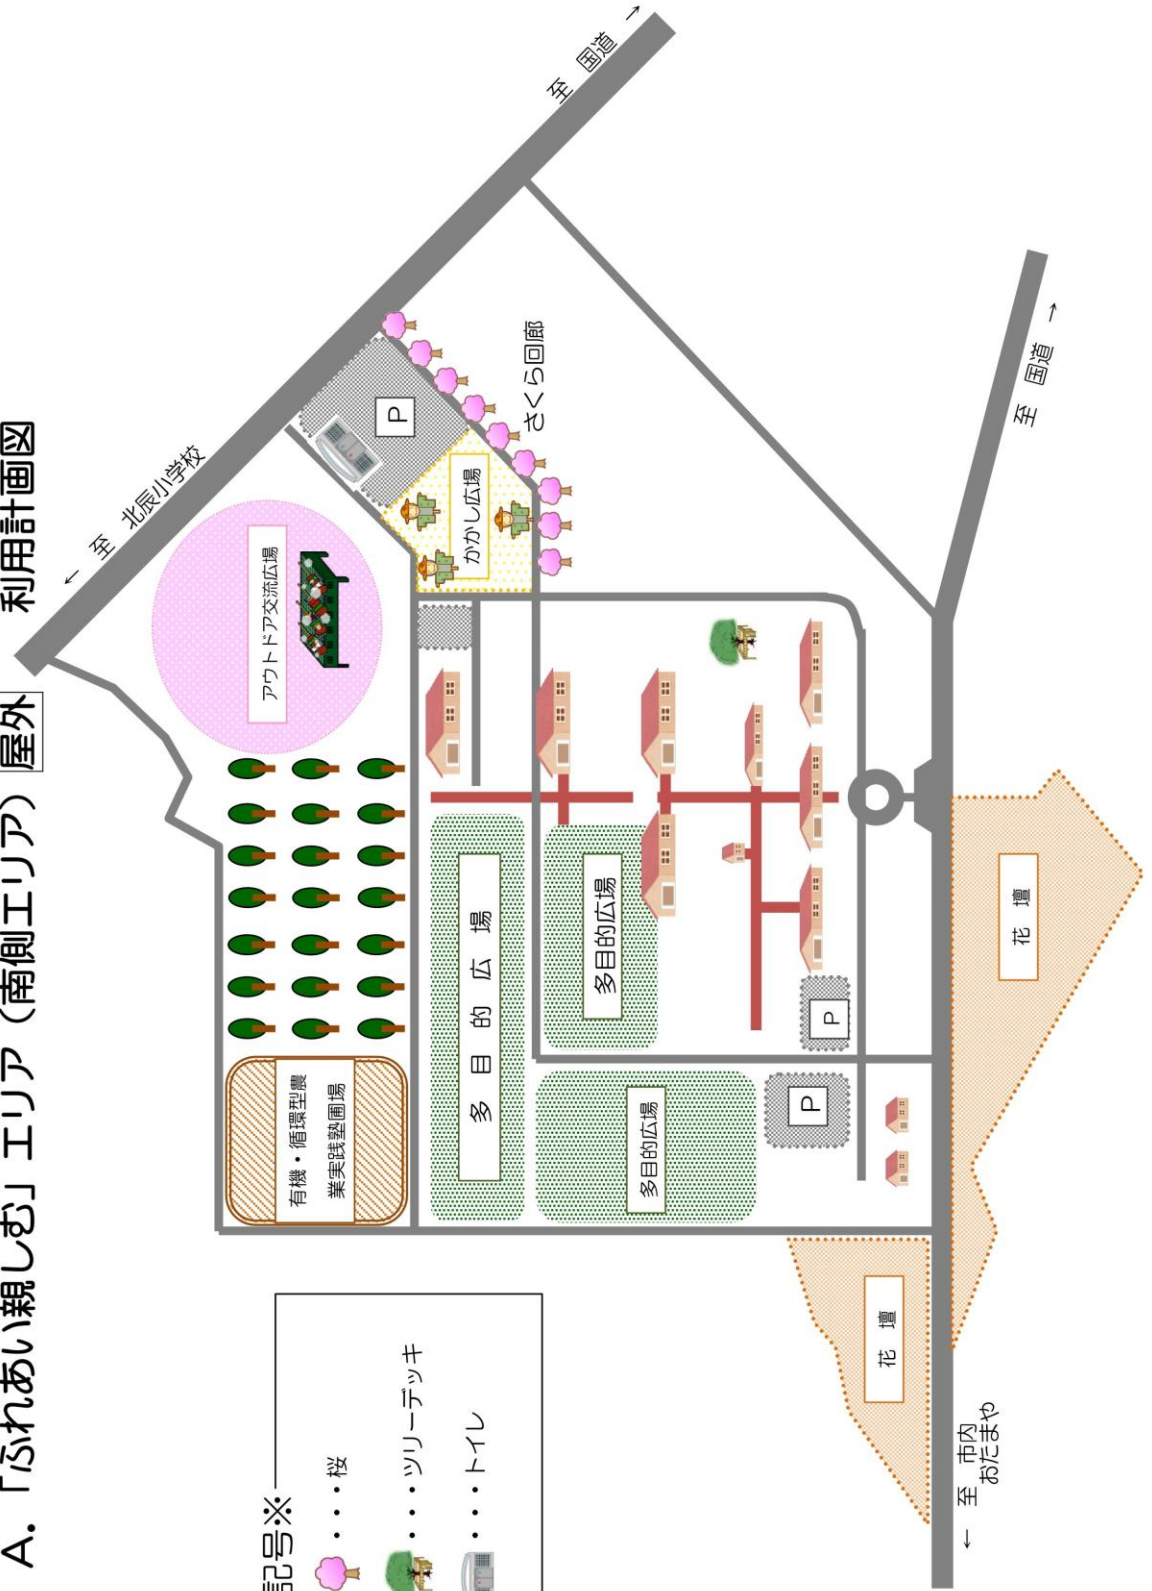 A.「ふれあい親しむ」エリア（南側エリア）屋外　　利用計画図
← 至　北辰小学校
至　国道 →
アウトドア交流広場
P
かかし広場
さくら回廊
有機・循環型農
業実践塾圃場
多目的広場
多目的広場
多目的広場
P
P
至　国道 →
花　壇
花　壇
← 至　市内
おたまや
記号※
・・・桜
・・・ツリーデッキ
・・・トイレ